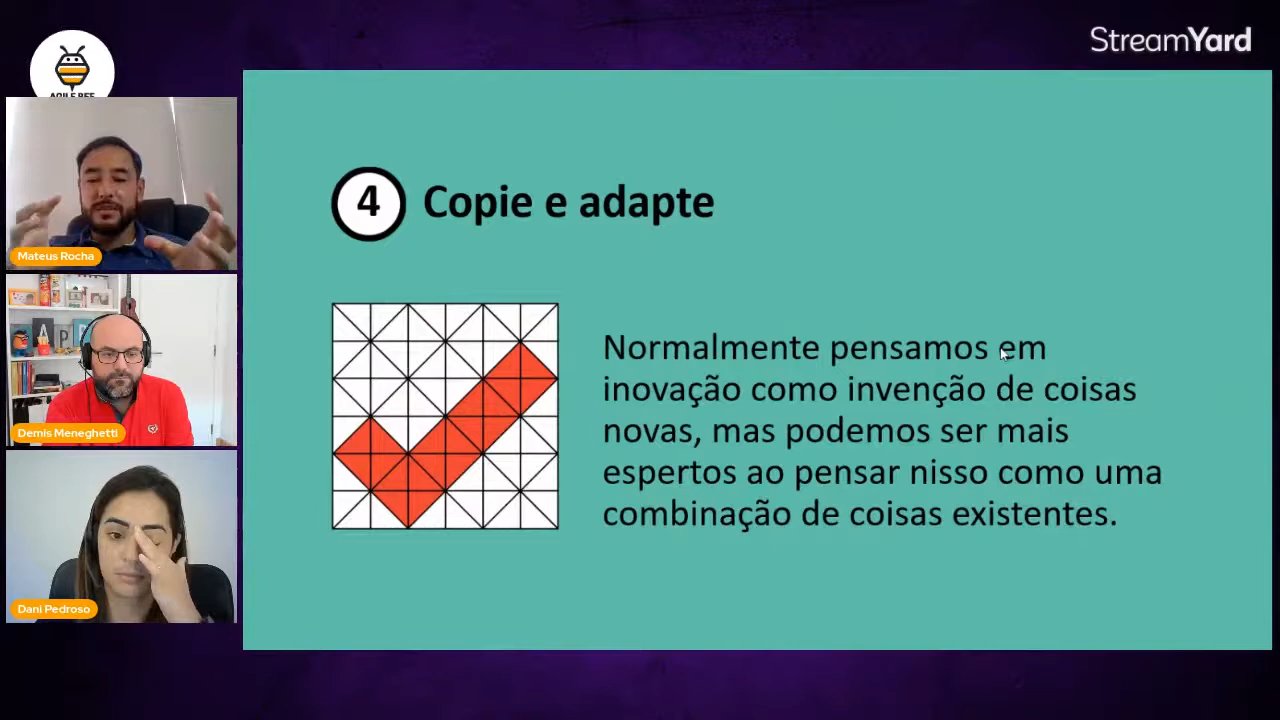 StreamYard
AGILE BEE
Mateus Rocha
Demis Meneghetti
Dani Pedroso
4 Copie e adapte
Normalmente pensamos em
inovação como invenção de coisas
novas, mas podemos ser mais
espertos ao pensar nisso como uma
combinação de coisas existentes.